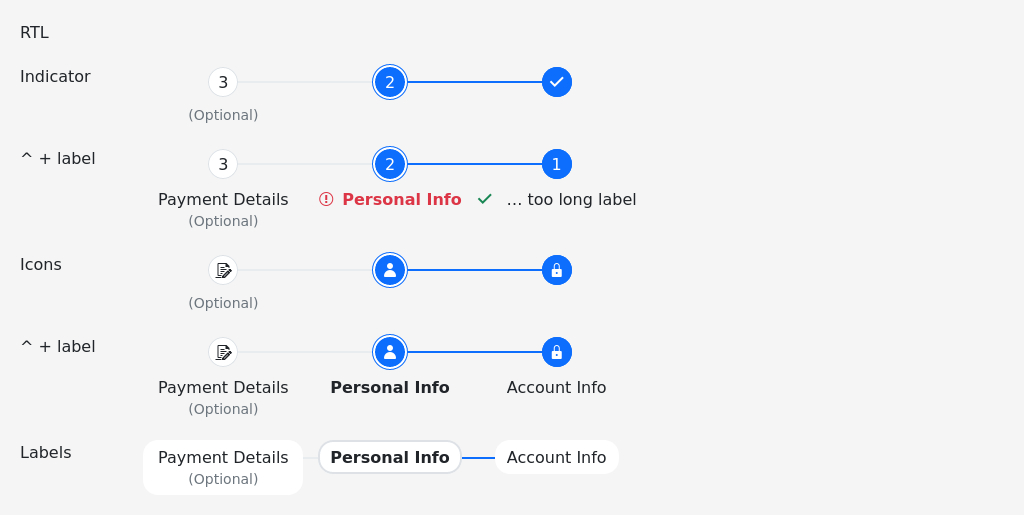 RTL
Indicator
3 2
(Optional)
^ + label
3 2 1
Payment Details Personal Info ... too long label
(Optional)
Icons
(Optional)
^ + label
Payment Details Personal Info Account Info
(Optional)
Labels
Payment Details Personal Info Account Info
(Optional)